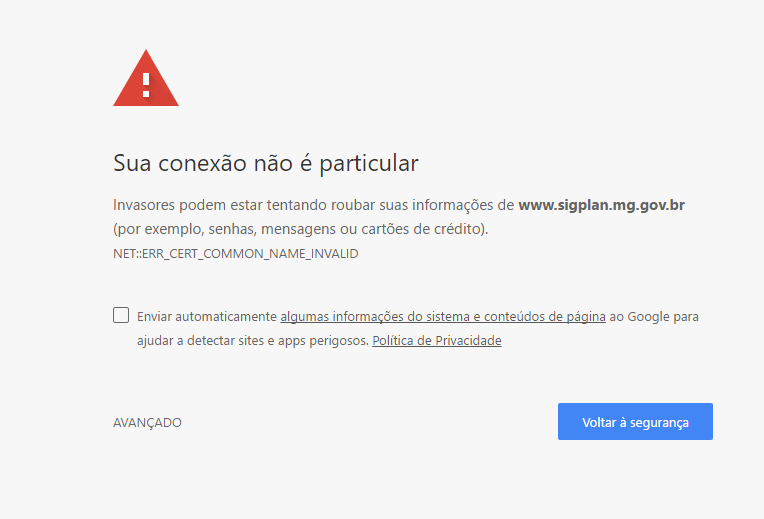 Sua conexão não é particular
Invasores podem estar tentando roubar suas informações de www.sigplan.mg.gov.br
(por exemplo, senhas, mensagens ou cartões de crédito).
NET::ERR_CERT_COMMON_NAME_INVALID
Enviar automaticamente algumas informações do sistema e conteúdos de página ao Google para
ajudar a detectar sites e apps perigosos. Política de Privacidade
AVANÇADO
Voltar à segurança